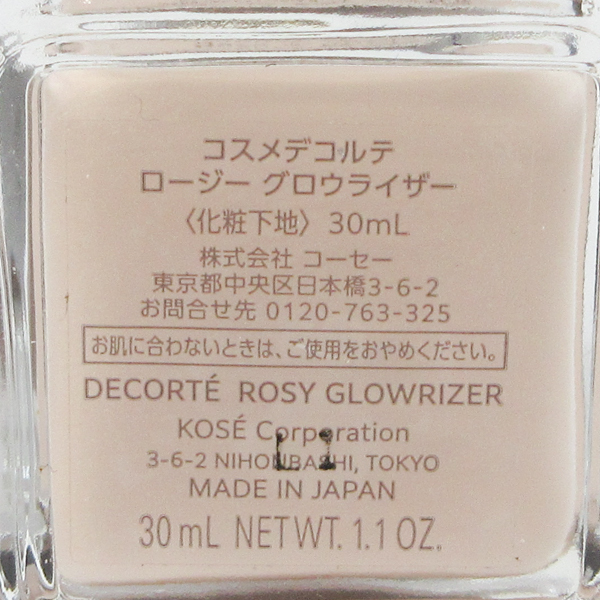 コスメデコルテ
ロージー グロウライザー
〈化粧下地〉 30mL
株式会社 コーセー
東京都中央区日本橋3-6-2
お問合せ先 0120-763-325
お肌に合わないときは、ご使用をおやめください。
DECORTÉ ROSY GLOWRIZER
KOSÉ Corporation
3-6-2 NIHONBASHI, TOKYO
MADE IN JAPAN
30 mL NET WT. 1.1 OZ.